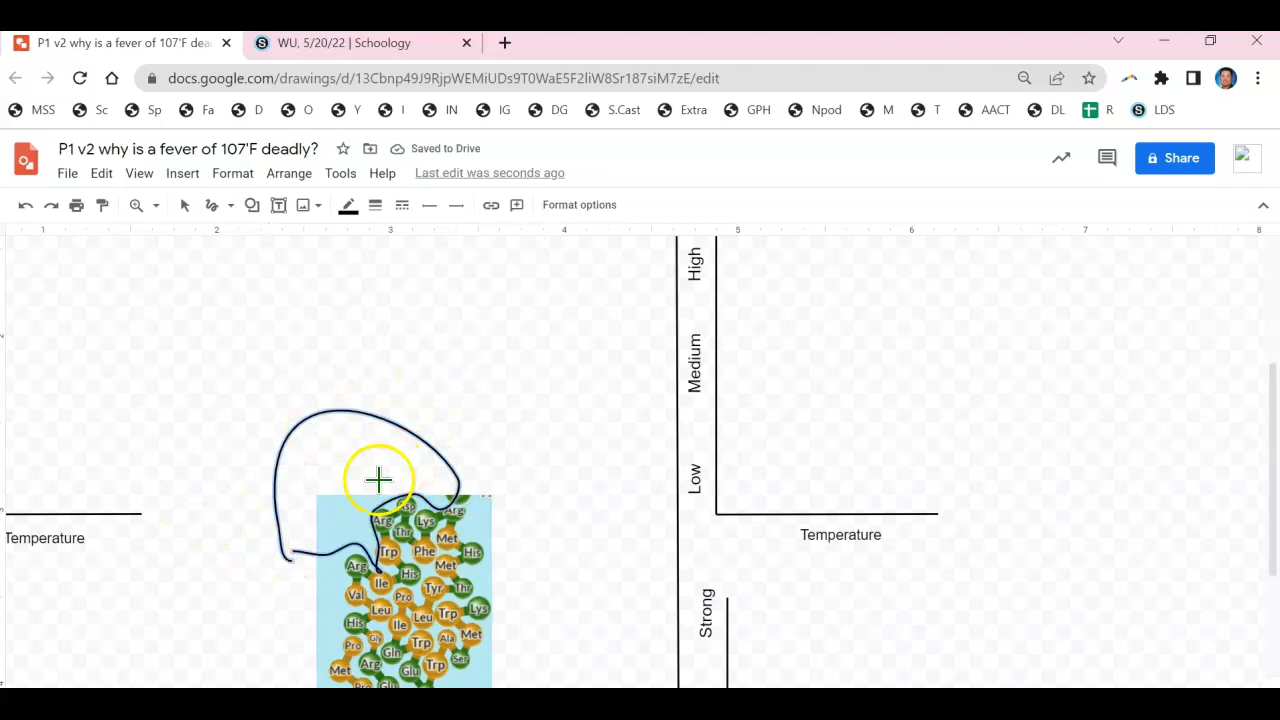 P1 v2 why is a fever of 107'F dea
WU, 5/20/22 | Schoology
docs.google.com/drawings/d/13Cbnp49J9RjpWEMiUDs9T0WaE5F2liW8Sr187siM7zE/edit
MSS Sc Sp Fa D O Y I IN IG DG S.Cast Extra GPH Npod M T AACT DL R LDS
P1 v2 why is a fever of 107'F deadly?
Saved to Drive
File Edit View Insert Format Arrange Tools Help Last edit was seconds ago
Share
Format options
1 2 3 4 5 6 7 8
High
Medium
Low
Temperature
Temperature
Strong
Asp
Arg Lys Arg
Thr Met
Trp Phe His
Arg His Met
Ile Tyr Thr
Val Pro
Leu Leu Trp Lys
His Ile Met
Gly Trp Ala
Pro Gln Ser
Met Arg Glu Trp
Pro Glu